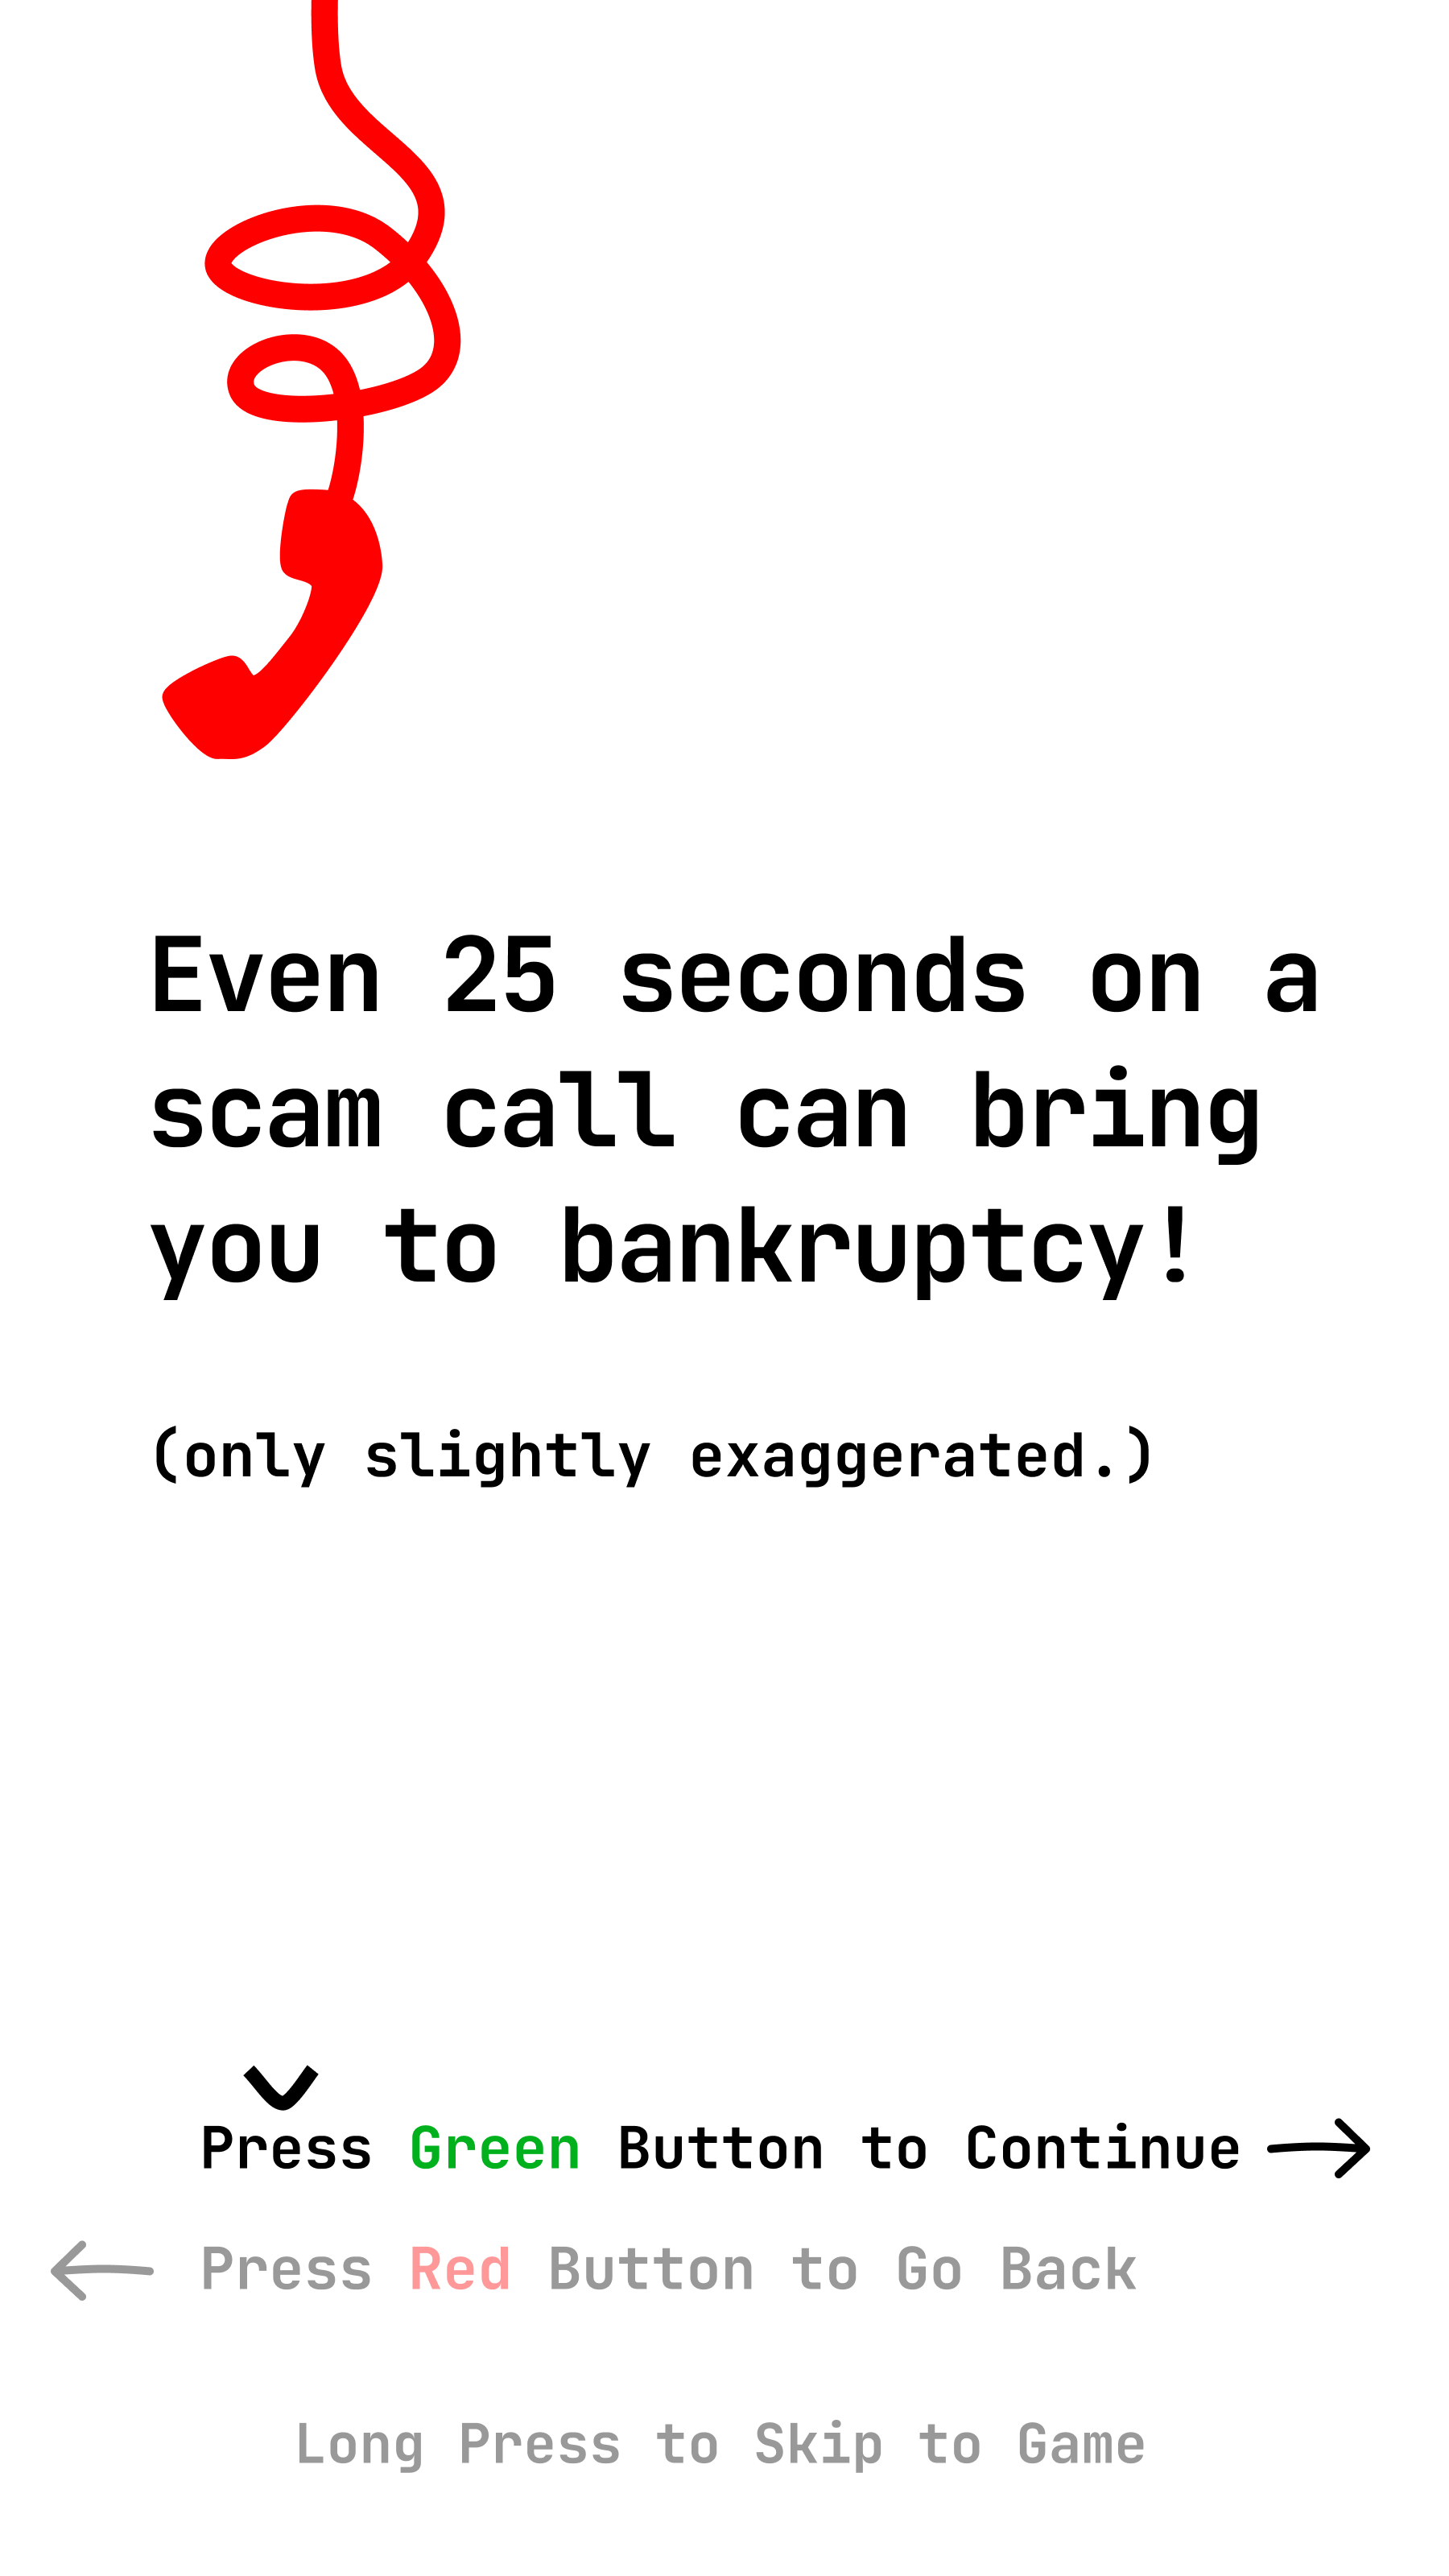 Even 25 seconds on a
scam call can bring
you to bankruptcy!
(only slightly exaggerated.)
Press Green Button to Continue
Press Red Button to Go Back
Long Press to Skip to Game